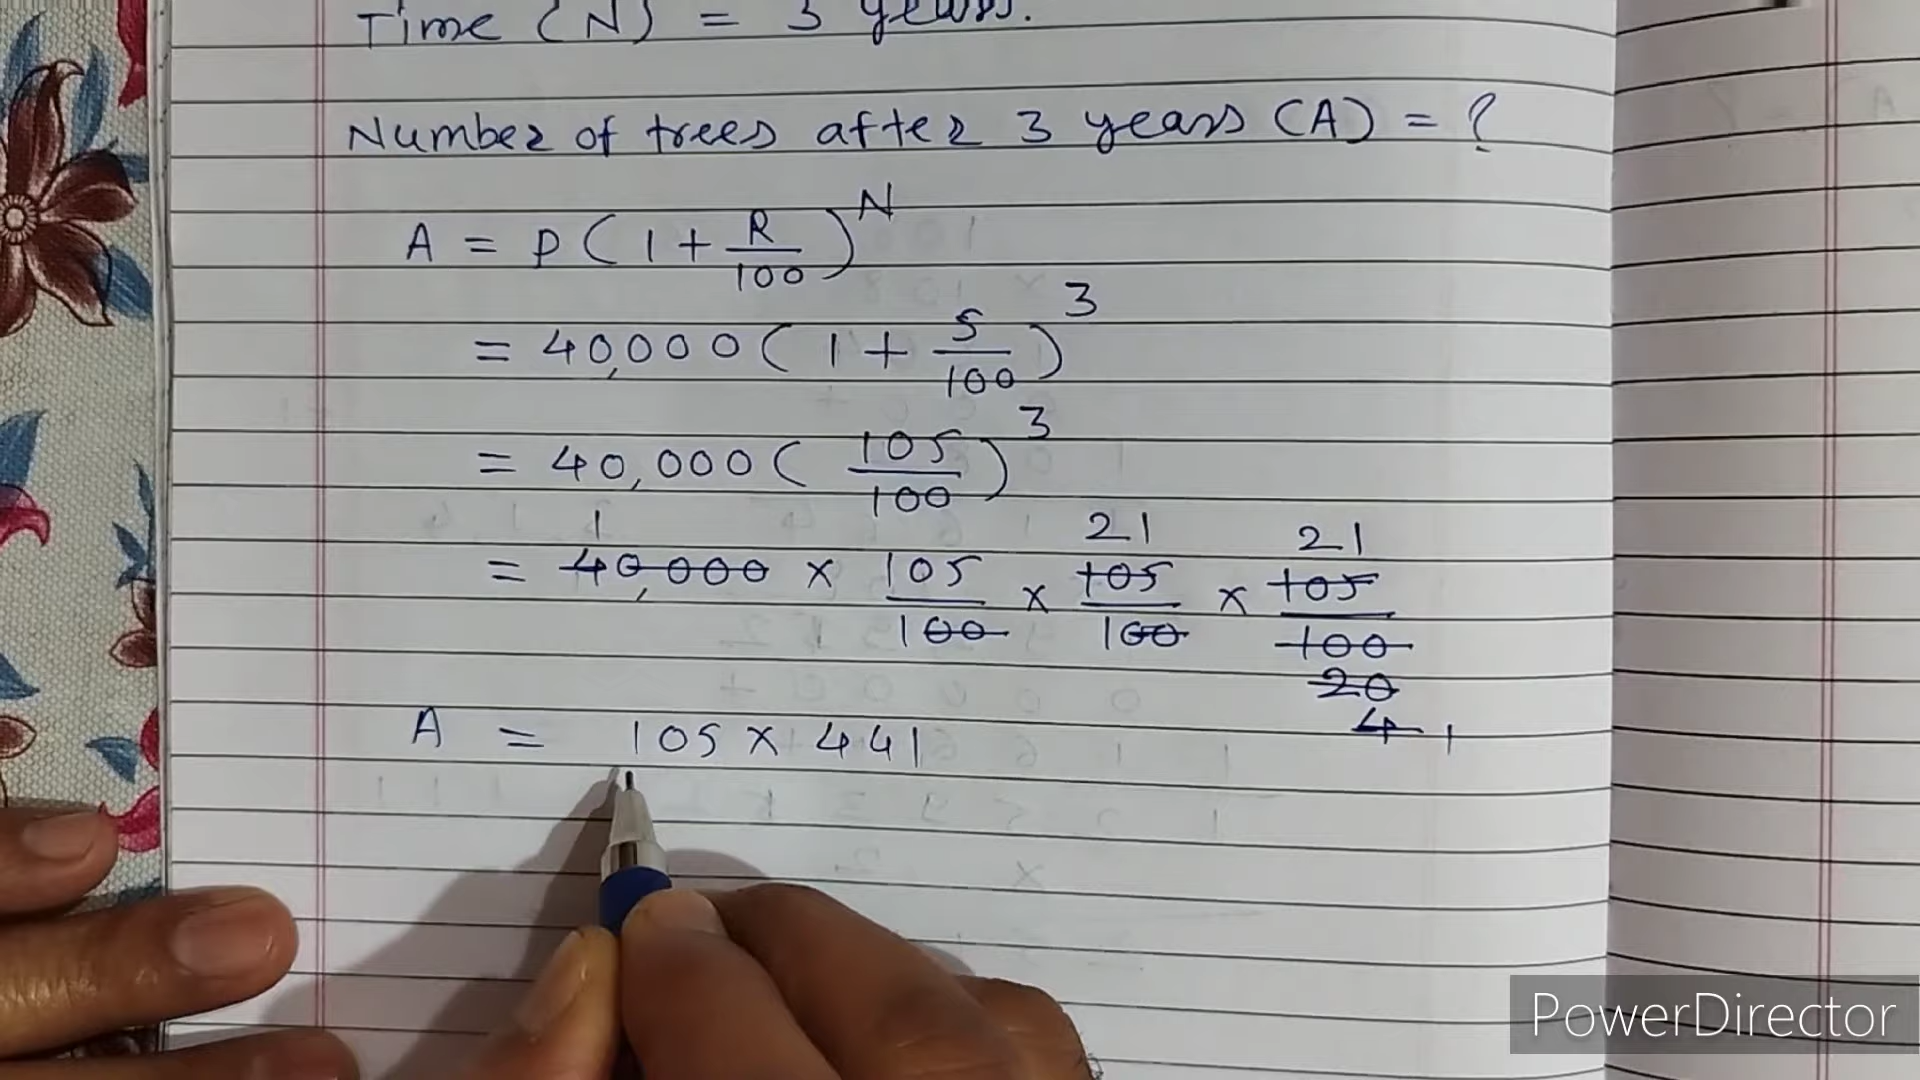 Time (N) = 3 years.
Number of trees after 3 years (A) = ?
A = P ( 1 + R/100 )^N
= 40,000 ( 1 + 5/100 )^3
= 40,000 ( 105/100 )^3
1 21 21
= 40,000 × 105/100 × 105/100 × 105/100
20
4 1
A = 105 × 441
PowerDirector